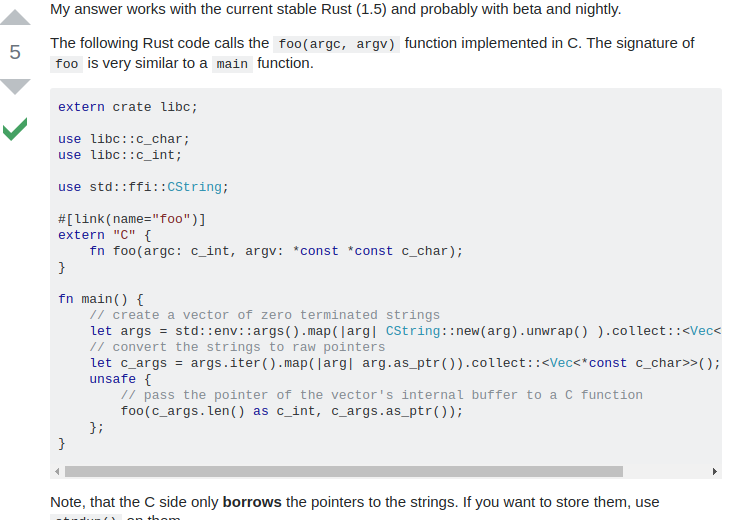 My answer works with the current stable Rust (1.5) and probably with beta and nightly.
5
The following Rust code calls the foo(argc, argv) function implemented in C. The signature of
foo is very similar to a main function.
extern crate libc;
use libc::c_char;
use libc::c_int;
use std::ffi::CString;
#[link(name="foo")]
extern "C" {
    fn foo(argc: c_int, argv: *const *const c_char);
}
fn main() {
    // create a vector of zero terminated strings
    let args = std::env::args().map(|arg| CString::new(arg).unwrap() ).collect::<Vec<
    // convert the strings to raw pointers
    let c_args = args.iter().map(|arg| arg.as_ptr()).collect::<Vec<*const c_char>>();
    unsafe {
        // pass the pointer of the vector's internal buffer to a C function
        foo(c_args.len() as c_int, c_args.as_ptr());
    };
}
Note, that the C side only borrows the pointers to the strings. If you want to store them, use
strdup() on them